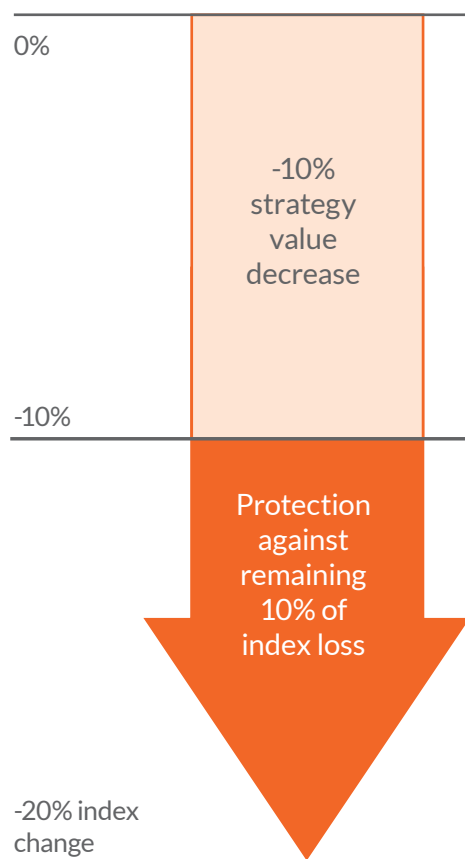 0%
-10%
strategy
value
decrease
-10%
Protection
against
remaining
10% of
index loss
-20% index
change